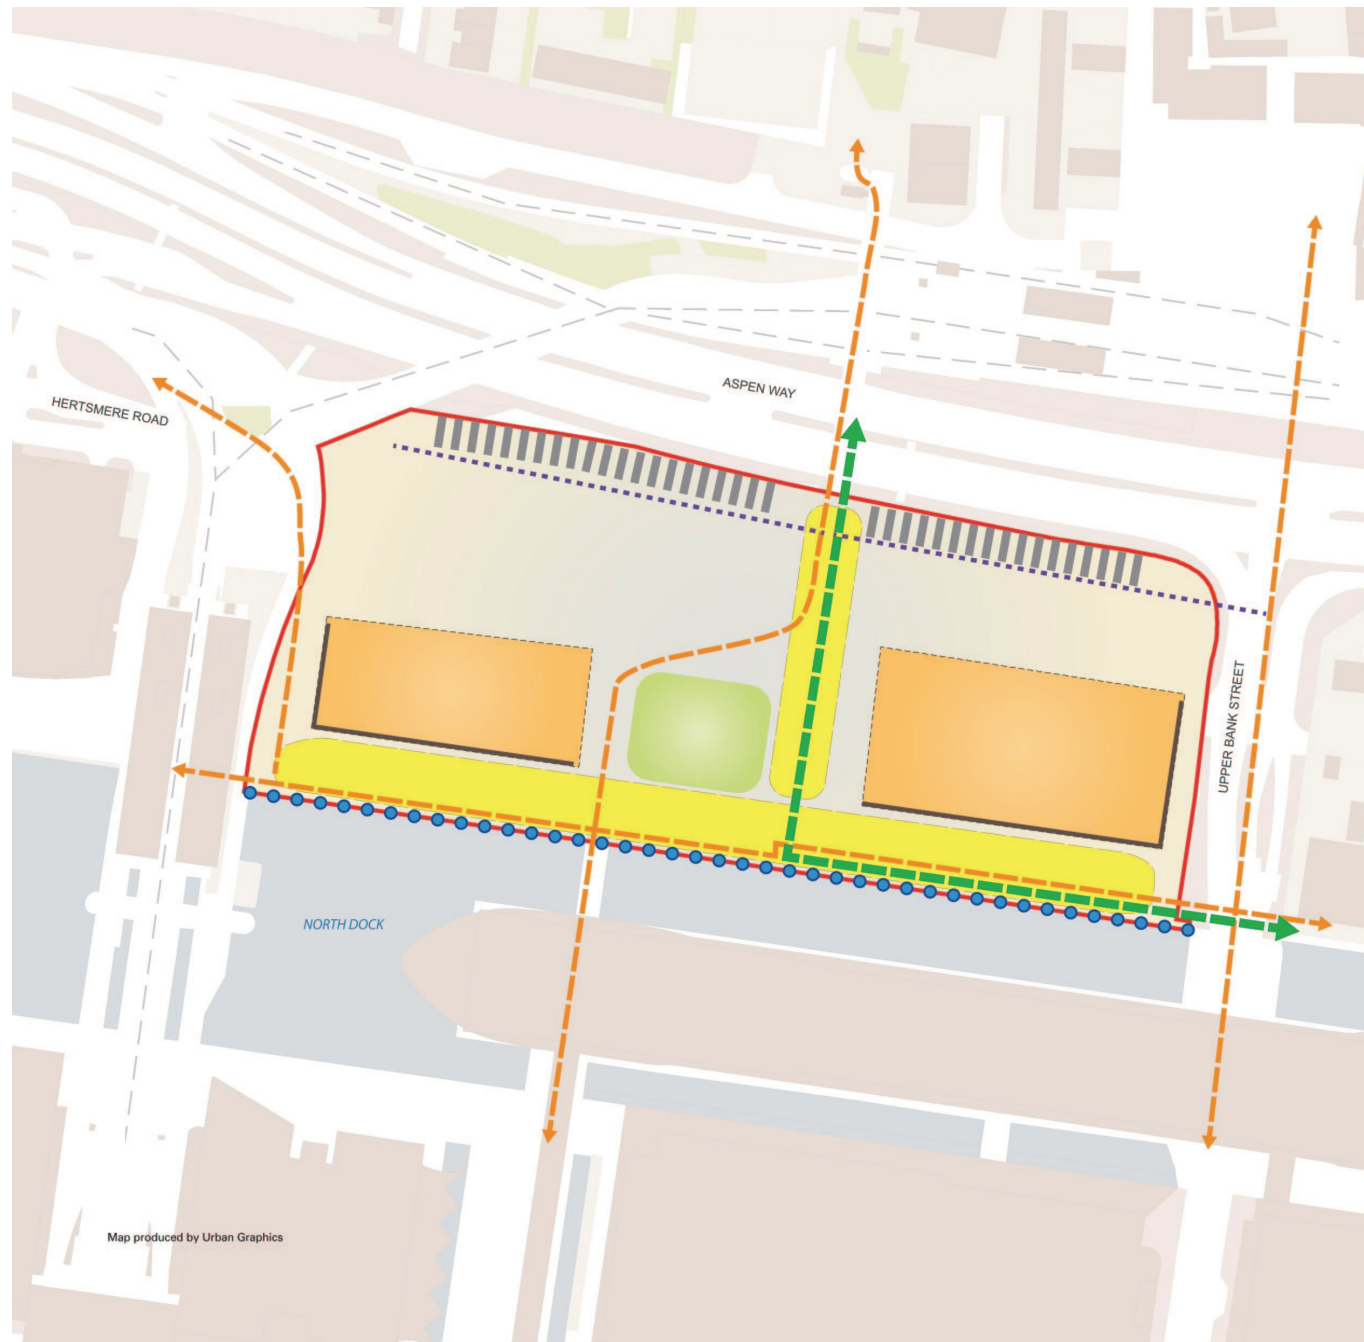 ASPEN WAY
HERTSMERE ROAD
UPPER BANK STREET
NORTH DOCK
Map produced by Urban Graphics